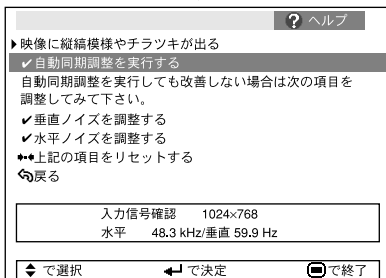 ? ヘルプ
映像に縦縞模様やチラツキが出る
✔自動同期調整を実行する
自動同期調整を実行しても改善しない場合は次の項目を
調整してみて下さい。
✔垂直ノイズを調整する
✔水平ノイズを調整する
上記の項目をリセットする
戻る
入力信号確認 1024×768
水平 48.3 kHz/垂直 59.9 Hz
で選択 で決定 で終了